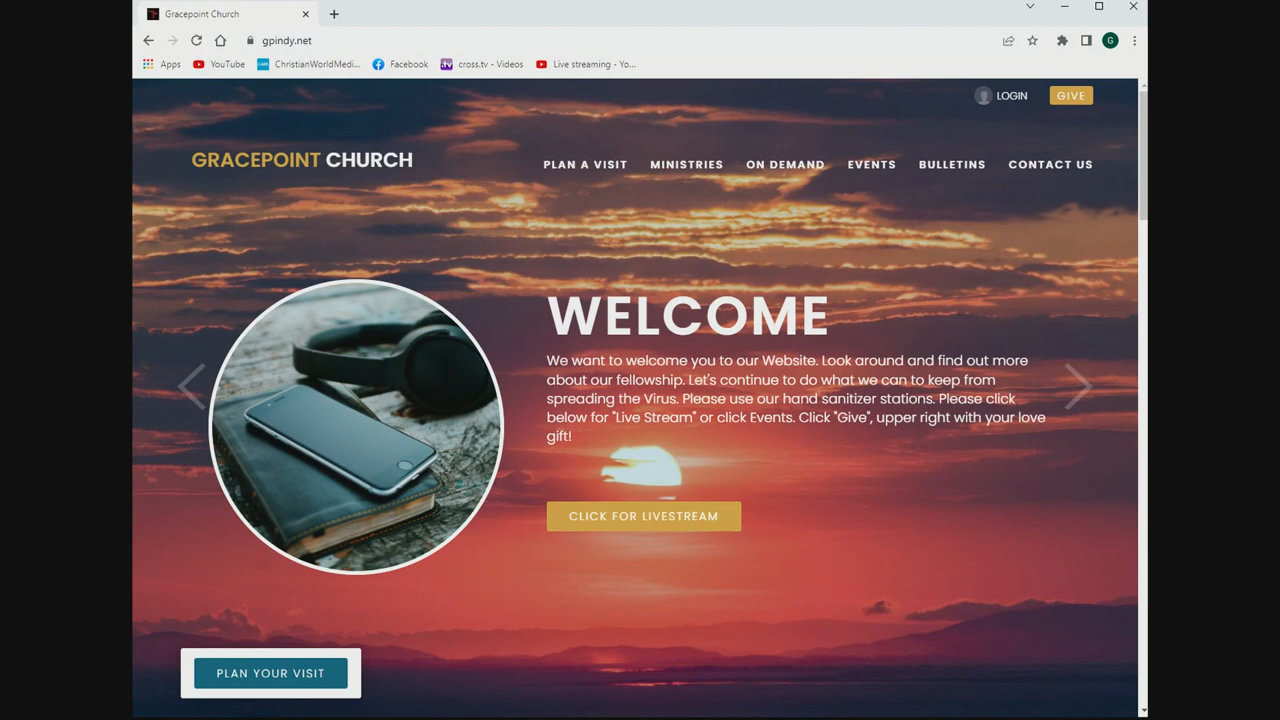 Gracepoint Church
gpindy.net
G
Apps YouTube ChristianWorldMedi... Facebook cross.tv - Videos Live streaming - Yo...
LOGIN GIVE
GRACEPOINT CHURCH
PLAN A VISIT MINISTRIES ON DEMAND EVENTS BULLETINS CONTACT US
WELCOME
We want to welcome you to our Website. Look around and find out more
about our fellowship. Let's continue to do what we can to keep from
spreading the Virus. Please use our hand sanitizer stations. Please click
below for "Live Stream" or click Events. Click "Give", upper right with your love
gift!
CLICK FOR LIVESTREAM
PLAN YOUR VISIT